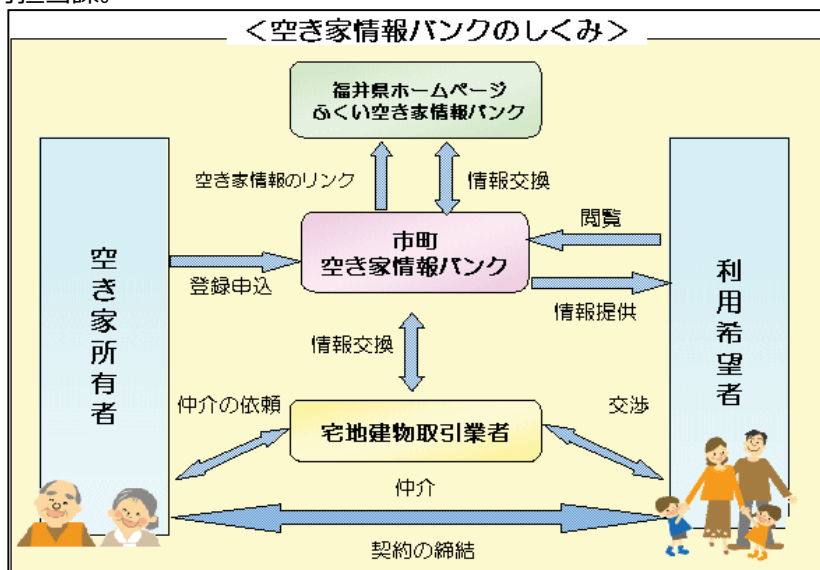 ＜空き家情報バンクのしくみ＞
福井県ホームページ
ふくい空き家情報バンク
空き家情報のリンク
情報交換
閲覧
市町
空き家情報バンク
登録申込
情報提供
空き家所有者
利用希望者
情報交換
仲介の依頼
交渉
宅地建物取引業者
仲介
契約の締結